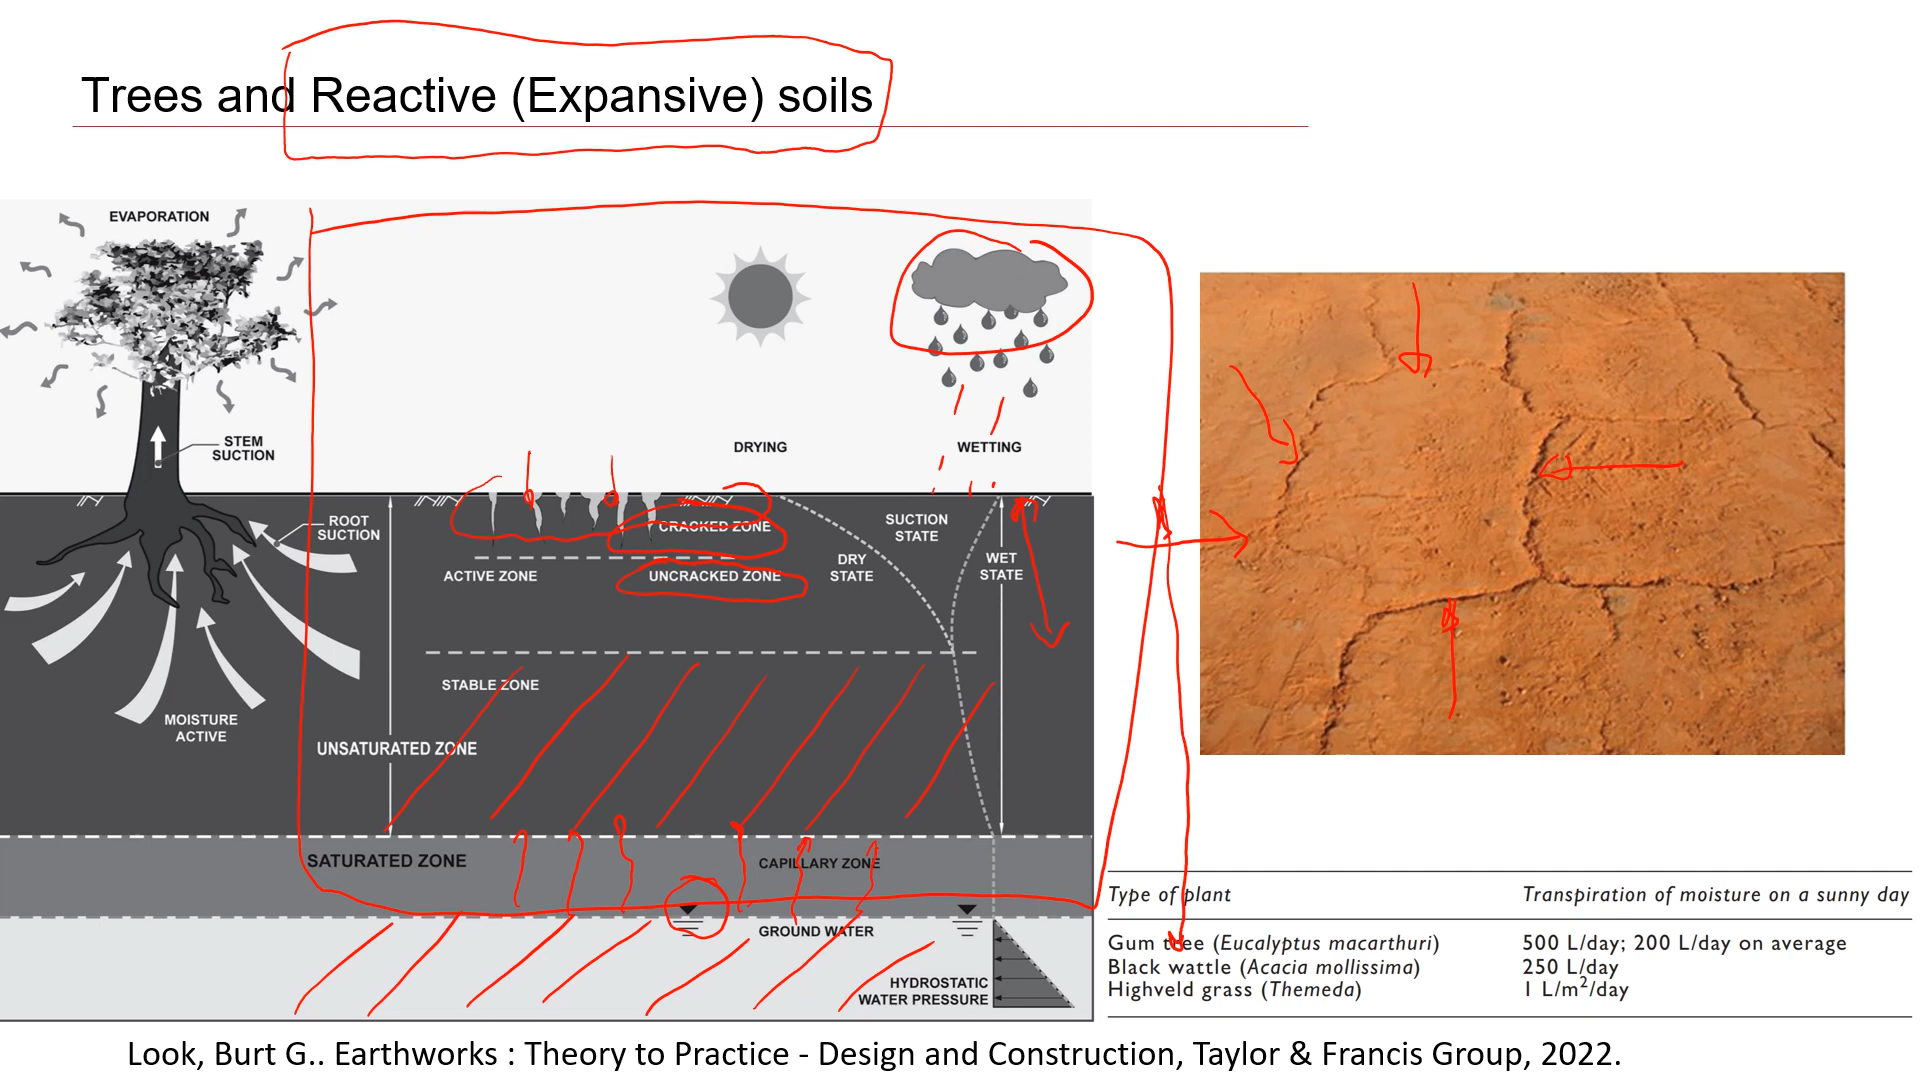 Trees and Reactive (Expansive) soils
EVAPORATION
STEM
SUCTION
DRYING
WETTING
ROOT
SUCTION
CRACKED ZONE
SUCTION
STATE
ACTIVE ZONE
UNCRACKED ZONE
DRY
STATE
WET
STATE
STABLE ZONE
MOISTURE
ACTIVE
UNSATURATED ZONE
SATURATED ZONE
CAPILLARY ZONE
GROUND WATER
HYDROSTATIC
WATER PRESSURE
Type of plant Transpiration of moisture on a sunny day
Gum tree (Eucalyptus macarthuri) 500 L/day; 200 L/day on average
Black wattle (Acacia mollissima) 250 L/day
Highveld grass (Themeda) 1 L/m²/day
Look, Burt G.. Earthworks : Theory to Practice - Design and Construction, Taylor & Francis Group, 2022.